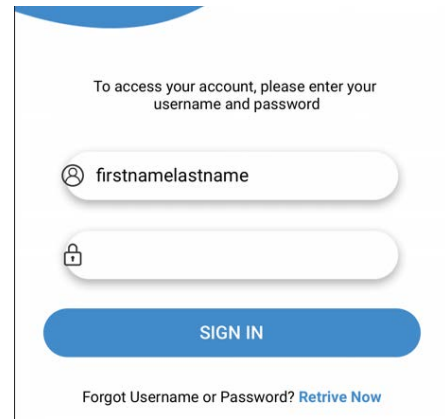 To access your account, please enter your
username and password
firstnamelastname
SIGN IN
Forgot Username or Password? Retrive Now